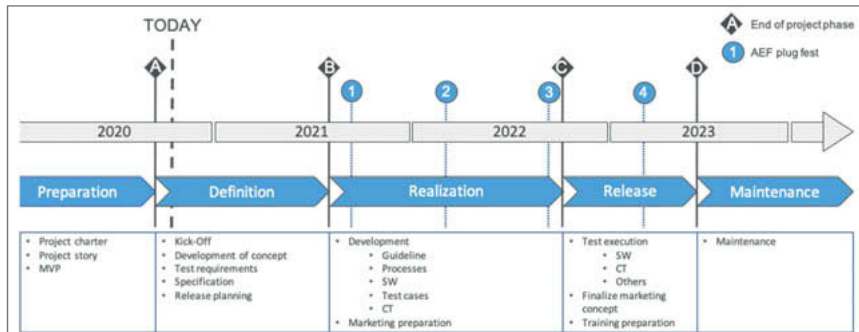 TODAY
A End of project phase
1 AEF plug fest
A B C D
1 2 3 4
2020 2021 2022 2023
Preparation Definition Realization Release Maintenance
• Project charter
• Project story
• MVP
• Kick-Off
• Development of concept
• Test requirements
• Specification
• Release planning
• Development
• Guideline
• Processes
• SW
• Test cases
• CT
• Marketing preparation
• Test execution
• SW
• CT
• Others
• Finalize marketing
concept
• Training preparation
• Maintenance